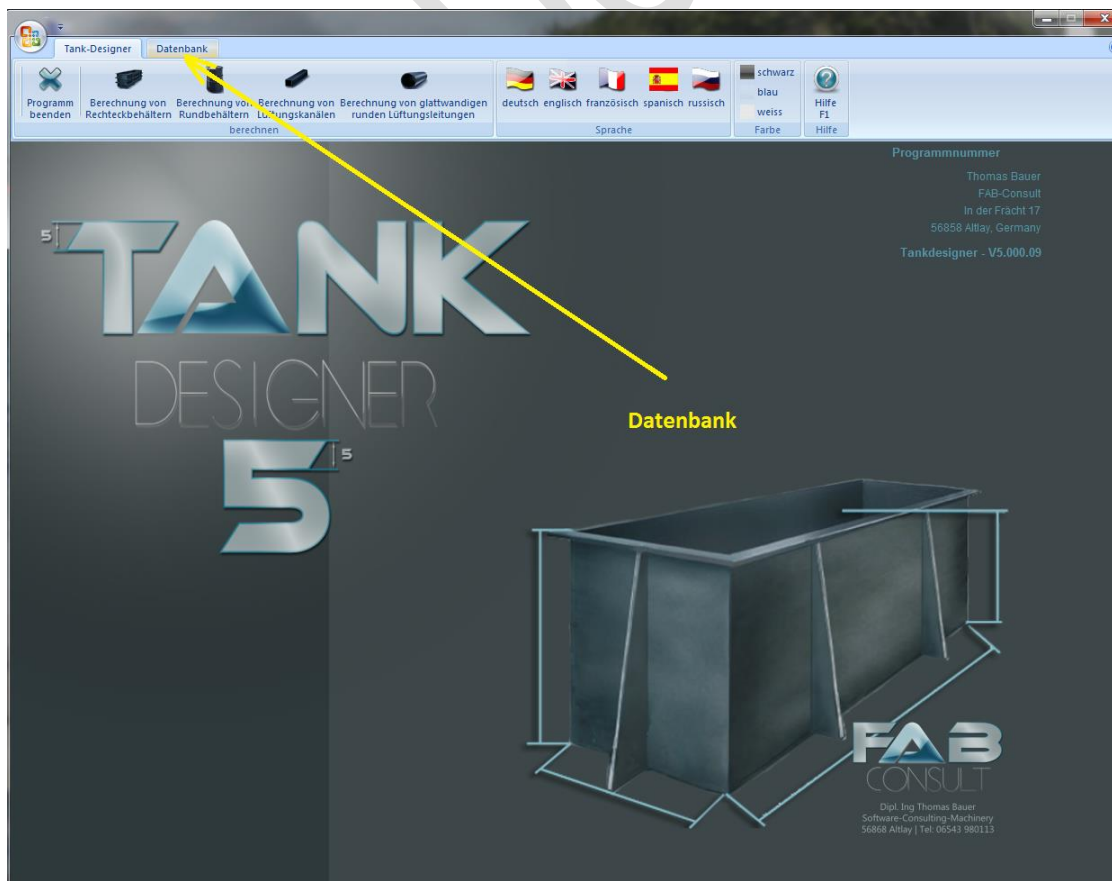 Tank-Designer Datenbank
Programm beenden
Berechnung von Rechteckbehältern
Berechnung von Rundbehältern
Berechnung von Lüftungskanälen
Berechnung von glattwandigen runden Lüftungsleitungen
berechnen
deutsch englisch französisch spanisch russisch
Sprache
schwarz
blau
weiss
Farbe
Hilfe
F1
Hilfe
Programmnummer
Thomas Bauer
FAB-Consult
In der Frächt 17
56858 Altlay, Germany
Tankdesigner - V5.000.09
5
TANK
DESIGNER
5
5
Datenbank
FAB
CONSULT
Dipl. Ing Thomas Bauer
Software-Consulting-Machinery
56868 Altlay | Tel: 06543 980113